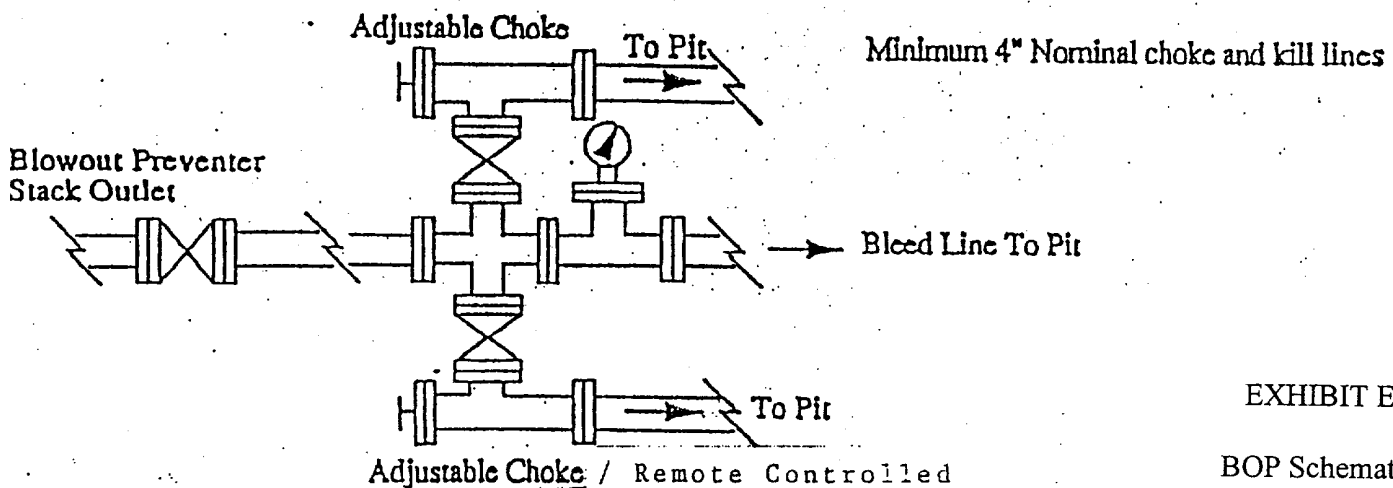 Adjustable Choke
To Pit
Minimum 4" Nominal choke and kill lines
Blowout Preventer
Stack Outlet
Bleed Line To Pit
To Pit
EXHIBIT E
Adjustable Choke / Remote Controlled
BOP Schemat